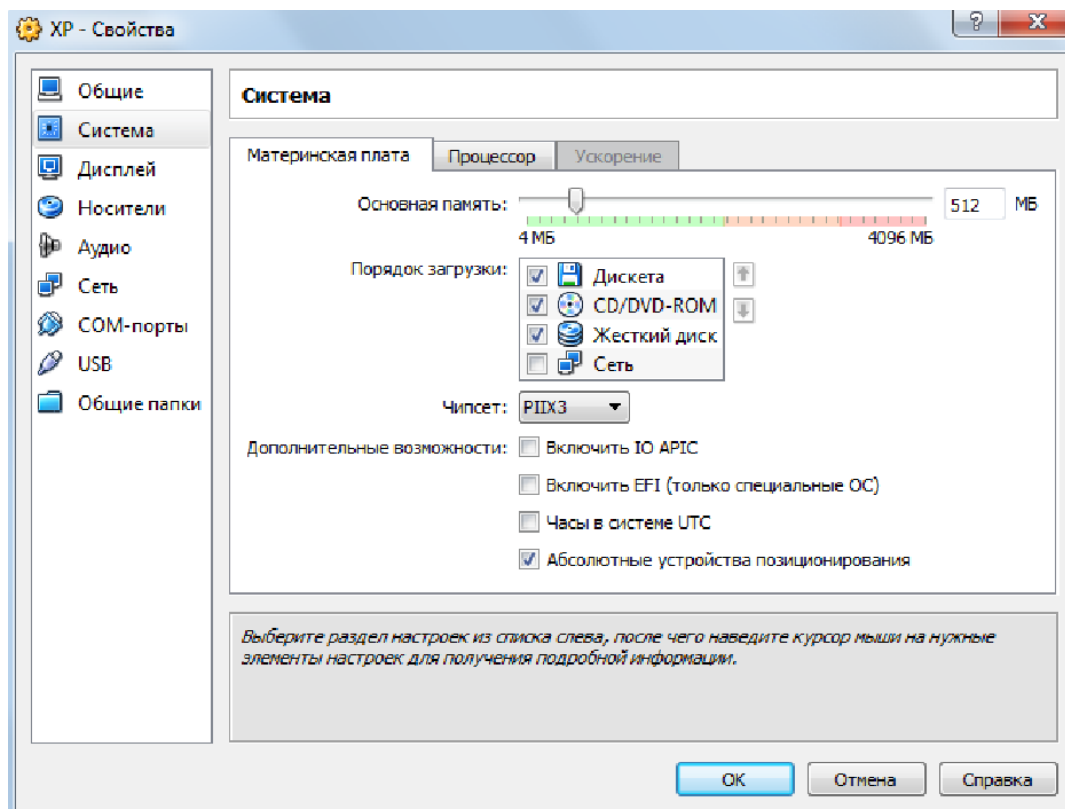 XP - Свойства
Общие
Система
Дисплей
Носители
Аудио
Сеть
COM-порты
USB
Общие папки
Система
Материнская плата Процессор Ускорение
Основная память: 512 МБ
4 МБ 4096 МБ
Порядок загрузки: Дискета
CD/DVD-ROM
Жесткий диск
Сеть
Чипсет: PIIX3
Дополнительные возможности: Включить IO APIC
Включить EFI (только специальные ОС)
Часы в системе UTC
Абсолютные устройства позиционирования
Выберите раздел настроек из списка слева, после чего наведите курсор мыши на нужные
элементы настроек для получения подробной информации.
OK Отмена Справка